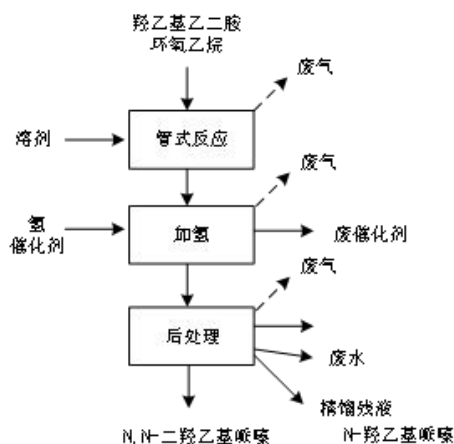 羟乙基乙二胺
环氧乙烷
废气
溶剂
管式反应
废气
氢
催化剂
加氢
废催化剂
废气
后处理
废水
精馏残液
N,N-二羟乙基哌嗪
N-羟乙基哌嗪